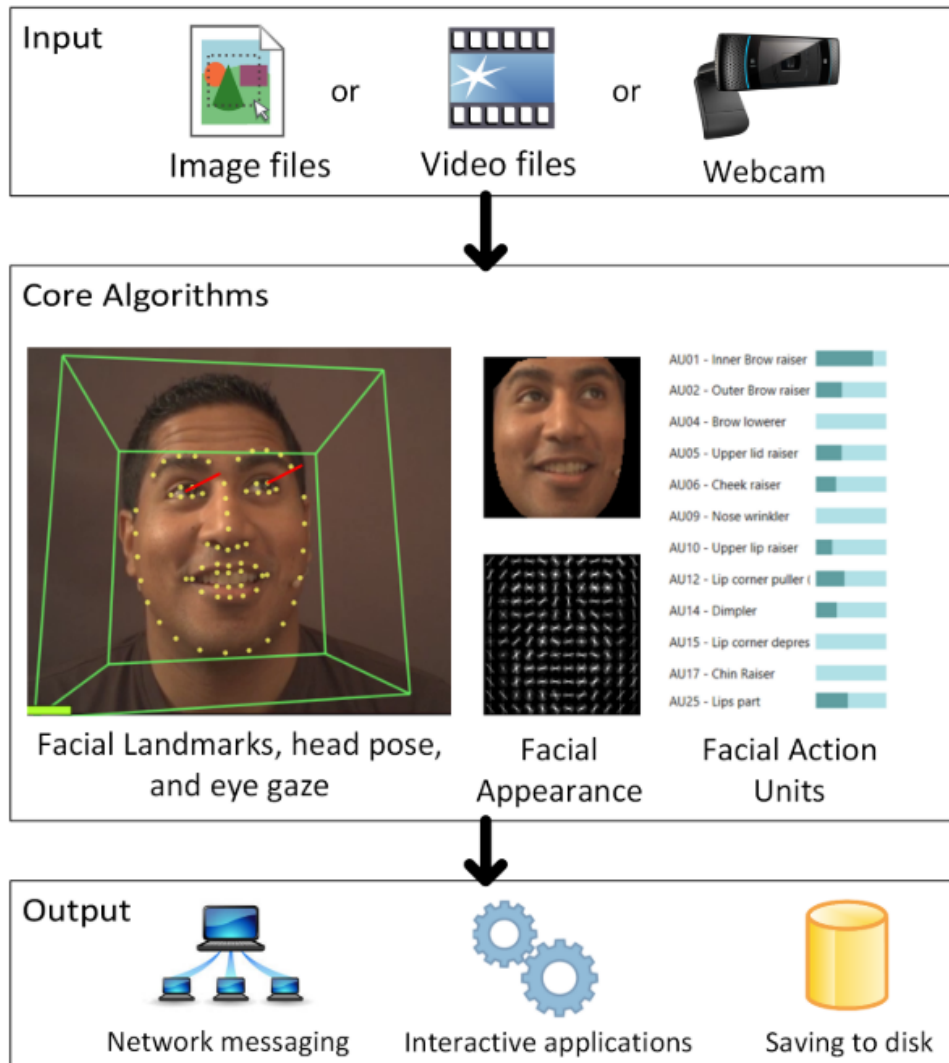 Input
or
or
Image files
Video files
Webcam
Core Algorithms
AU01 - Inner Brow raiser
AU02 - Outer Brow raiser
AU04 - Brow lowerer
AU05 - Upper lid raiser
AU06 - Cheek raiser
AU09 - Nose wrinkler
AU10 - Upper lip raiser
AU12 - Lip corner puller (
AU14 - Dimpler
AU15 - Lip corner depres
AU17 - Chin Raiser
AU25 - Lips part
Facial Landmarks, head pose,
and eye gaze
Facial
Appearance
Facial Action
Units
Output
Network messaging
Interactive applications
Saving to disk